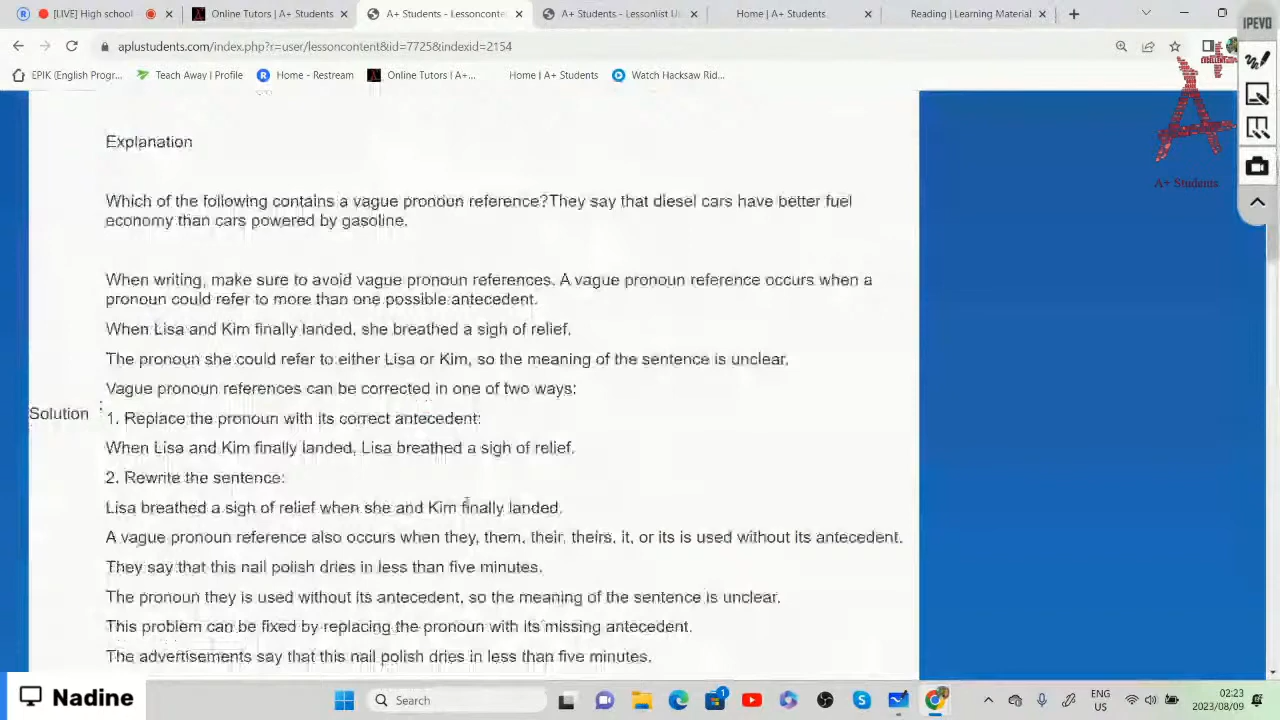 [LIVE] High school
Online Tutors | A+ Students
A+ Students - Lessonconte
A+ Students - Lessonlist U
Home | A+ Students
Reading | Learning Material
aplustudents.com/index.php?r=user/lessoncontent&id=7725&indexid=2154
IPEVO
EPIK (English Progr...
Teach Away | Profile
Home - Restream
Online Tutors | A+...
Home | A+ Students
Watch Hacksaw Rid...
A+ Students
Explanation
Which of the following contains a vague pronoun reference?They say that diesel cars have better fuel
economy than cars powered by gasoline.
When writing, make sure to avoid vague pronoun references. A vague pronoun reference occurs when a
pronoun could refer to more than one possible antecedent.
When Lisa and Kim finally landed, she breathed a sigh of relief.
The pronoun she could refer to either Lisa or Kim, so the meaning of the sentence is unclear.
Vague pronoun references can be corrected in one of two ways:
Solution :
1. Replace the pronoun with its correct antecedent:
When Lisa and Kim finally landed, Lisa breathed a sigh of relief.
2. Rewrite the sentence:
Lisa breathed a sigh of relief when she and Kim finally landed.
A vague pronoun reference also occurs when they, them, their, theirs, it, or its is used without its antecedent.
They say that this nail polish dries in less than five minutes.
The pronoun they is used without its antecedent, so the meaning of the sentence is unclear.
This problem can be fixed by replacing the pronoun with its missing antecedent.
The advertisements say that this nail polish dries in less than five minutes.
Nadine
Search
1
ENG
US
02:23
2023/08/09